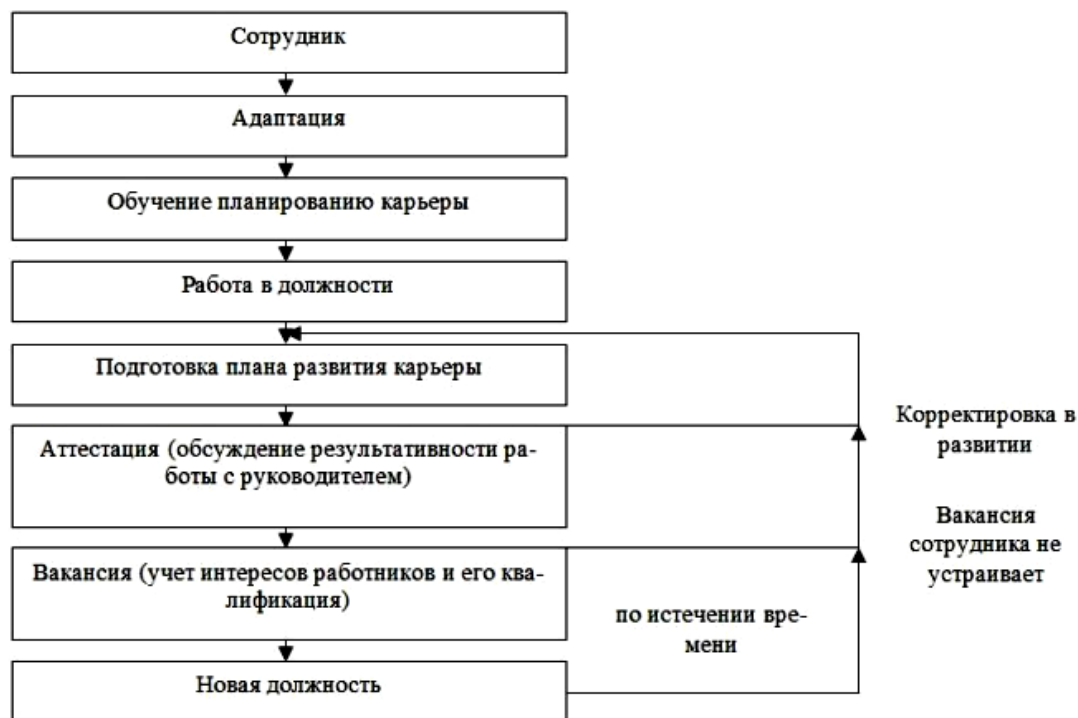 Сотрудник
Адаптация
Обучение планированию карьеры
Работа в должности
Подготовка плана развития карьеры
Аттестация (обсуждение результативности ра-
боты с руководителем)
Вакансия (учет интересов работников и его ква-
лификация)
Новая должность
Корректировка в
развитии
Вакансия
сотрудника не
устраивает
по истечении вре-
мени